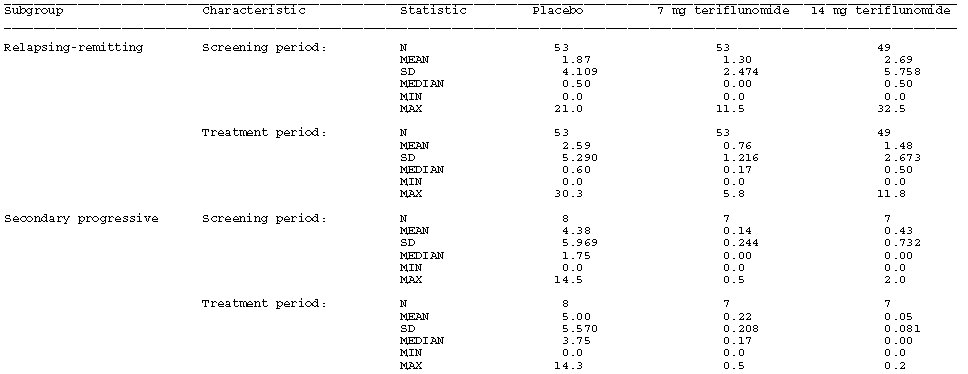 Subgroup Characteristic Statistic Placebo 7 mg teriflunomide 14 mg teriflunomide
Relapsing-remitting Screening period: N 53 53 49
MEAN 1.87 1.30 2.69
SD 4.109 2.474 5.758
MEDIAN 0.50 0.00 0.50
MIN 0.0 0.0 0.0
MAX 21.0 11.5 32.5
Treatment period: N 53 53 49
MEAN 2.59 0.76 1.48
SD 5.290 1.216 2.673
MEDIAN 0.60 0.17 0.50
MIN 0.0 0.0 0.0
MAX 30.3 5.8 11.8
Secondary progressive Screening period: N 8 7 7
MEAN 4.38 0.14 0.43
SD 5.969 0.244 0.732
MEDIAN 1.75 0.00 0.00
MIN 0.0 0.0 0.0
MAX 14.5 0.5 2.0
Treatment period: N 8 7 7
MEAN 5.00 0.22 0.05
SD 5.570 0.208 0.081
MEDIAN 3.75 0.17 0.00
MIN 0.0 0.0 0.0
MAX 14.3 0.5 0.2